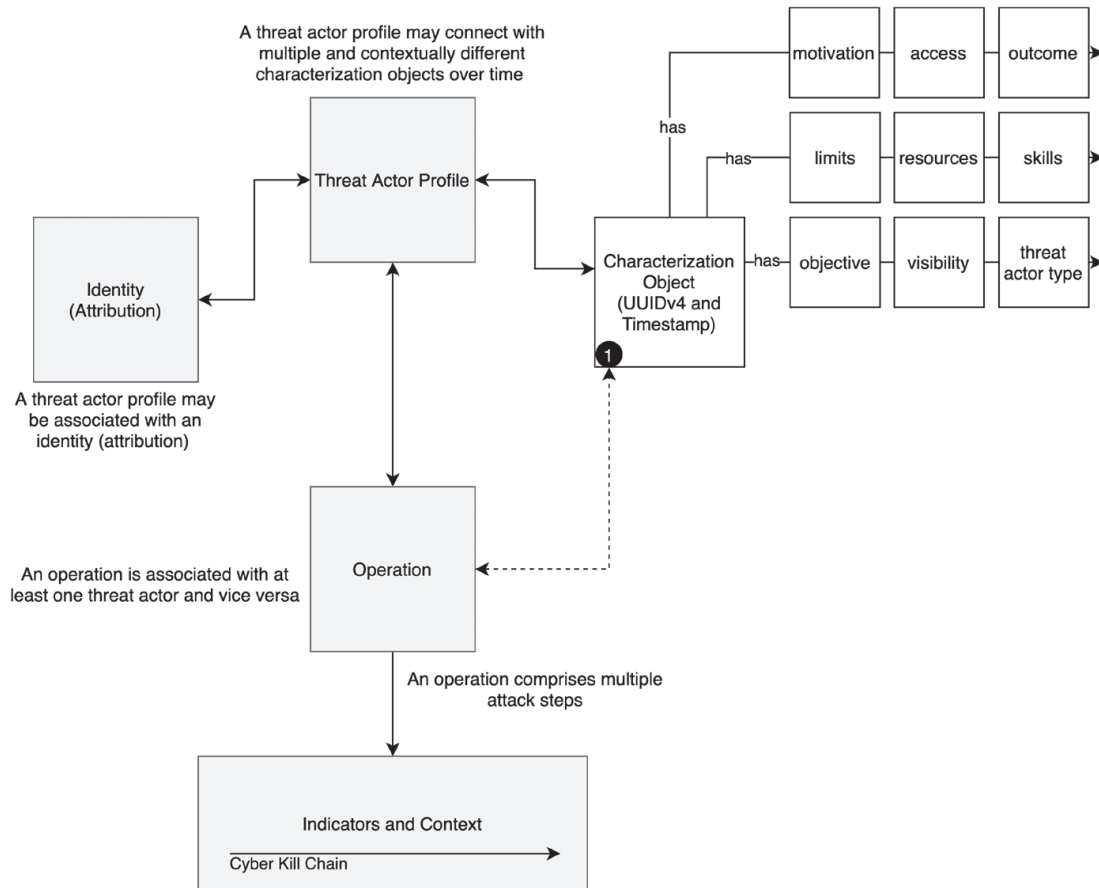 A threat actor profile may connect with
multiple and contextually different
characterization objects over time
motivation
access
outcome
has
Threat Actor Profile
has
limits
resources
skills
Identity
(Attribution)
Characterization
Object
(UUIDv4 and
Timestamp)
1
has
objective
visibility
threat
actor type
A threat actor profile may
be associated with an
identity (attribution)
An operation is associated with at
least one threat actor and vice versa
Operation
An operation comprises multiple
attack steps
Indicators and Context
Cyber Kill Chain